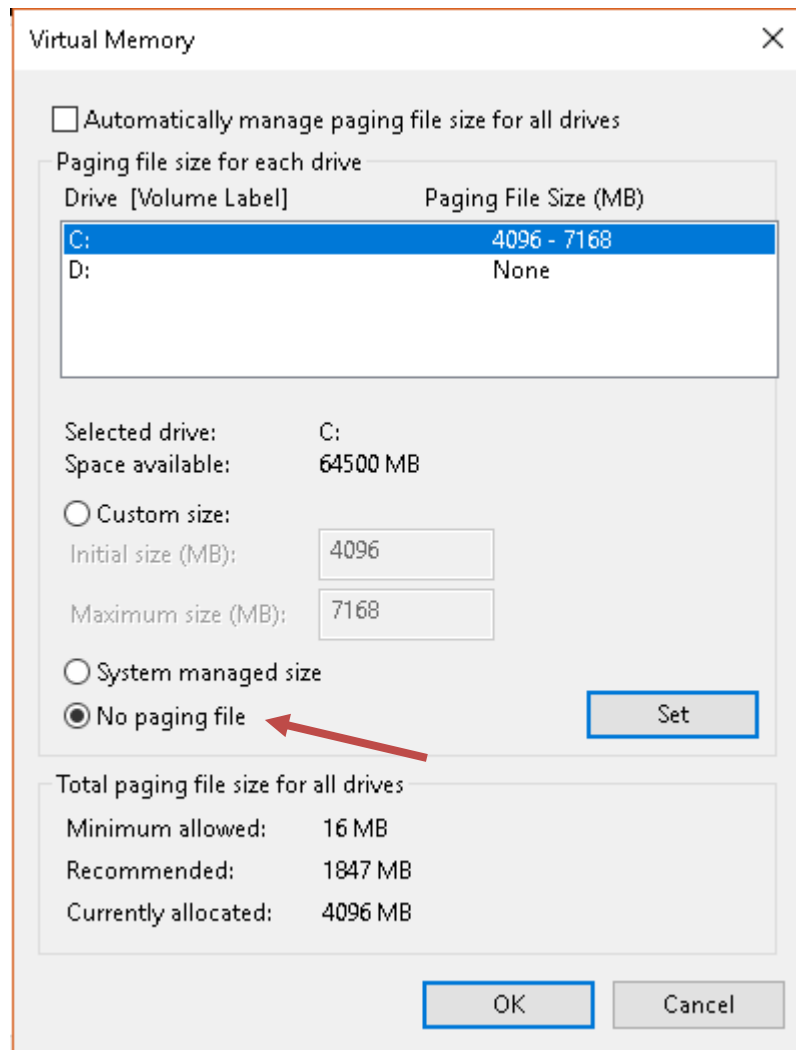 Virtual Memory
Automatically manage paging file size for all drives
Paging file size for each drive
Drive [Volume Label] Paging File Size (MB)
C: 4096 - 7168
D: None
Selected drive: C:
Space available: 64500 MB
Custom size:
Initial size (MB): 4096
Maximum size (MB): 7168
System managed size
No paging file Set
Total paging file size for all drives
Minimum allowed: 16 MB
Recommended: 1847 MB
Currently allocated: 4096 MB
OK Cancel